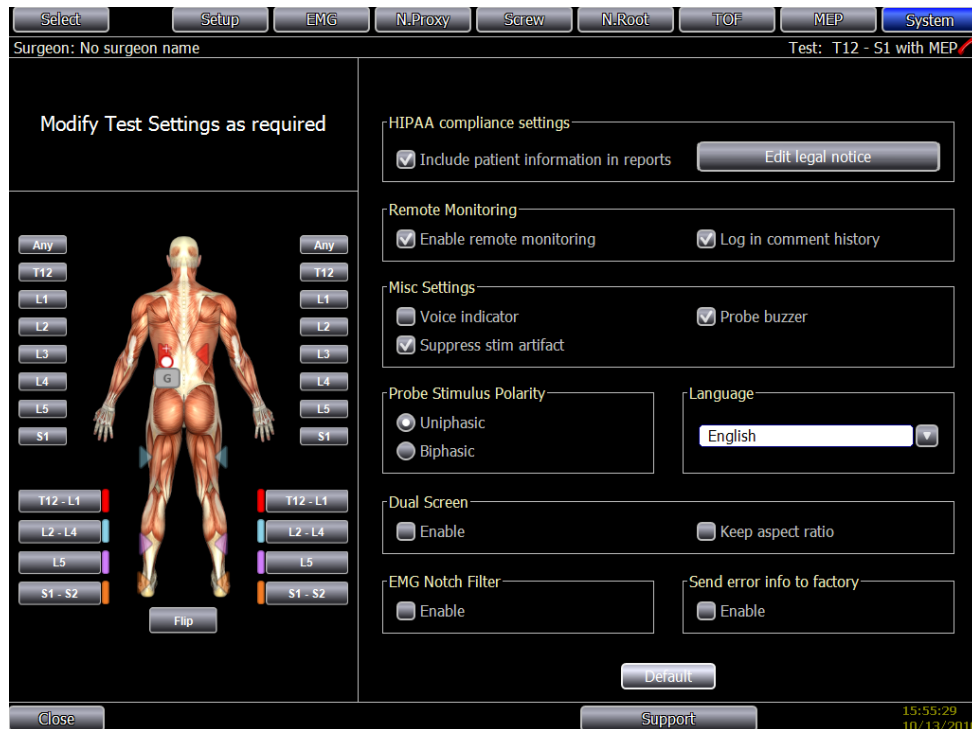 Select Setup EMG N.Proxy Screw N.Root TOF MEP System
Surgeon: No surgeon name Test: T12 - S1 with MEP
Modify Test Settings as required
Any Any
T12 T12
L1 L1
L2 L2
L3 L3
L4 L4
L5 L5
S1 S1
G
T12 - L1 T12 - L1
L2 - L4 L2 - L4
L5 L5
S1 - S2 S1 - S2
Flip
HIPAA compliance settings
Include patient information in reports Edit legal notice
Remote Monitoring
Enable remote monitoring Log in comment history
Misc Settings
Voice indicator Probe buzzer
Suppress stim artifact
Probe Stimulus Polarity
Uniphasic
Biphasic
Language
English
Dual Screen
Enable Keep aspect ratio
EMG Notch Filter
Enable
Send error info to factory
Enable
Default
Close Support 15:55:29